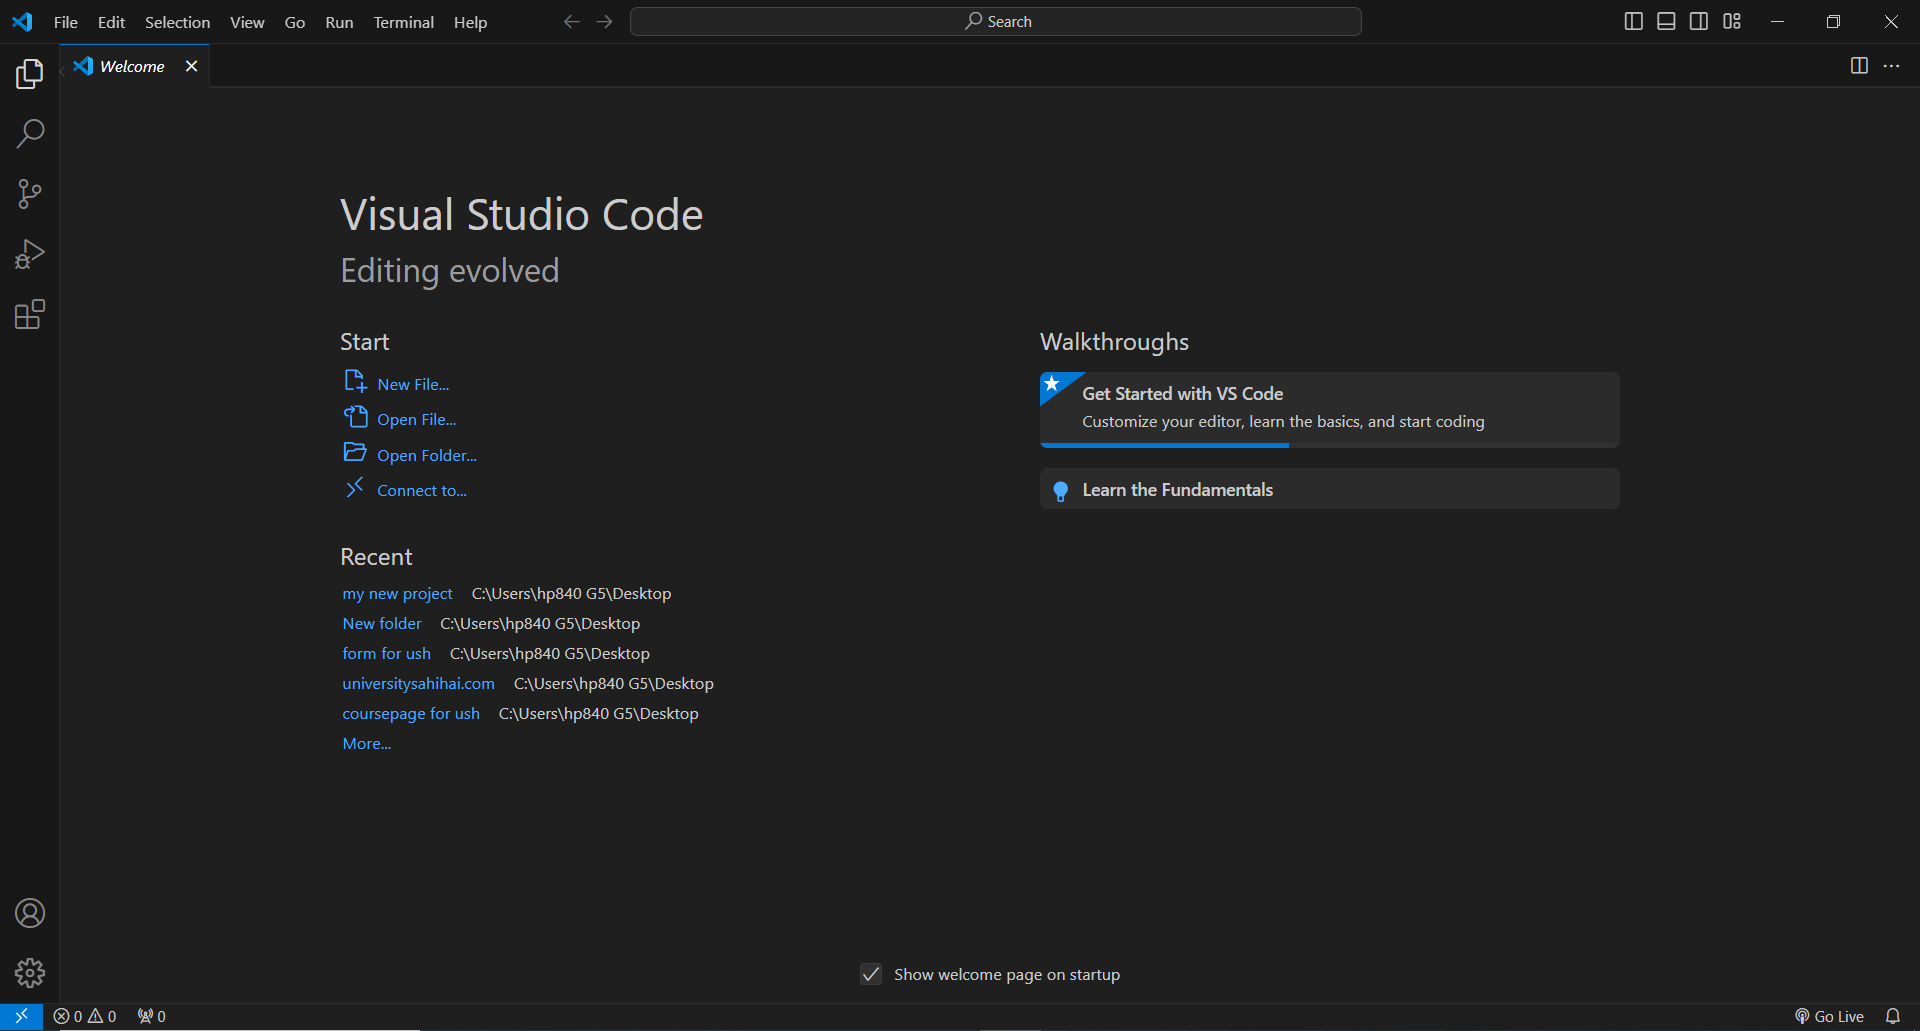 File Edit Selection View Go Run Terminal Help
Search
Welcome
Visual Studio Code
Editing evolved
Start
New File...
Open File...
Open Folder...
Connect to...
Recent
my new project C:\Users\hp840 G5\Desktop
New folder C:\Users\hp840 G5\Desktop
form for ush C:\Users\hp840 G5\Desktop
universitysahihai.com C:\Users\hp840 G5\Desktop
coursepage for ush C:\Users\hp840 G5\Desktop
More...
Walkthroughs
Get Started with VS Code
Customize your editor, learn the basics, and start coding
Learn the Fundamentals
Show welcome page on startup
0 0 0
Go Live